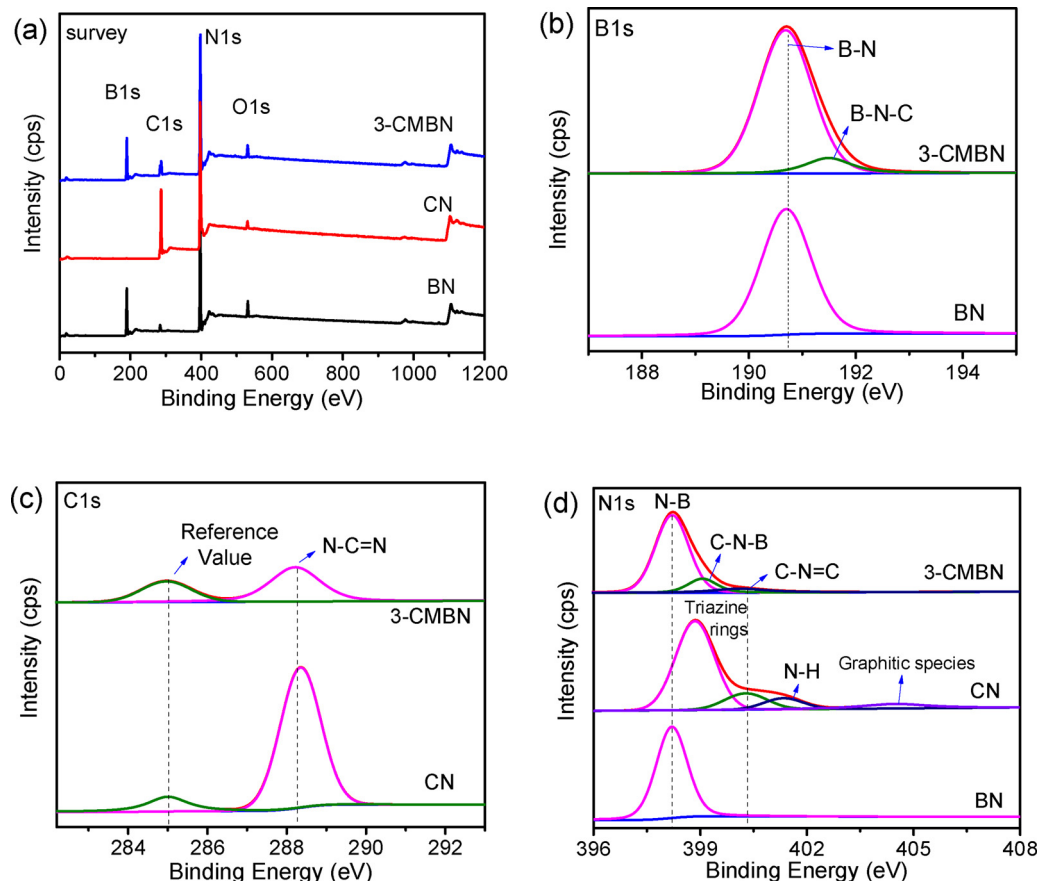 (a)
survey
N1s
B1s
C1s
O1s
3-CMBN
CN
BN
Intensity (cps)
0 200 400 600 800 1000 1200
Binding Energy (eV)
(b)
B1s
B-N
B-N-C
3-CMBN
BN
Intensity (cps)
188 190 192 194
Binding Energy (eV)
(c)
C1s
Reference
Value
N-C=N
3-CMBN
CN
Intensity (cps)
284 286 288 290 292
Binding Energy (eV)
(d)
N1s
N-B
C-N-B
C-N=C
3-CMBN
Triazine
rings
N-H
Graphitic species
CN
BN
Intensity (cps)
396 399 402 405 408
Binding Energy (eV)